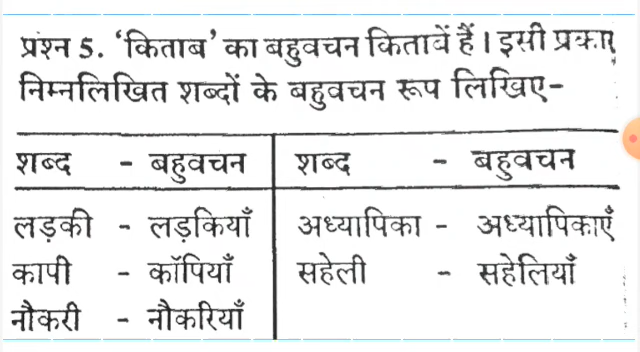 प्रश्न 5. ‘किताब’ का बहुवचन किताबें हैं। इसी प्रकार
निम्नलिखित शब्दों के बहुवचन रूप लिखिए–
शब्द - बहुवचन शब्द - बहुवचन
लड़की - लड़कियाँ अध्यापिका - अध्यापिकाएँ
कापी - कॉपियाँ सहेली - सहेलियाँ
नौकरी - नौकरियाँ